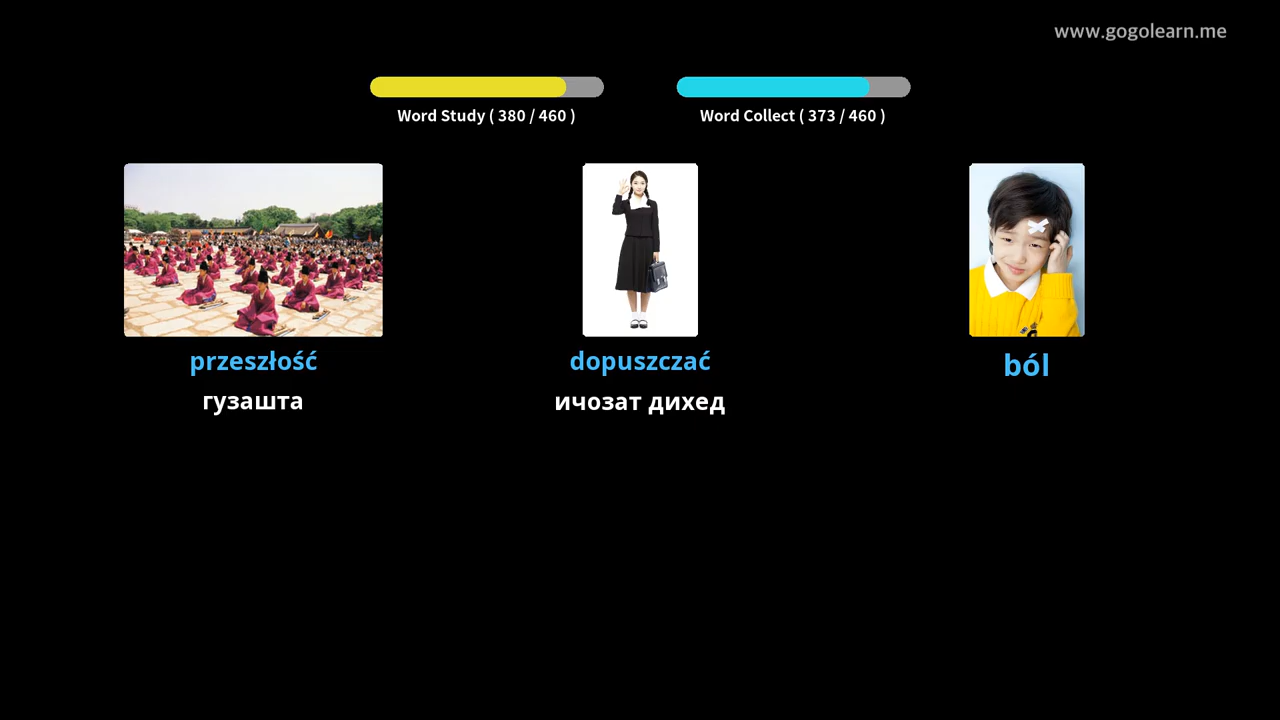 www.gogolearn.me
Word Study ( 380 / 460 )
Word Collect ( 373 / 460 )
przeszłość
dopuszczać
ból
гузашта
ичозат дихед